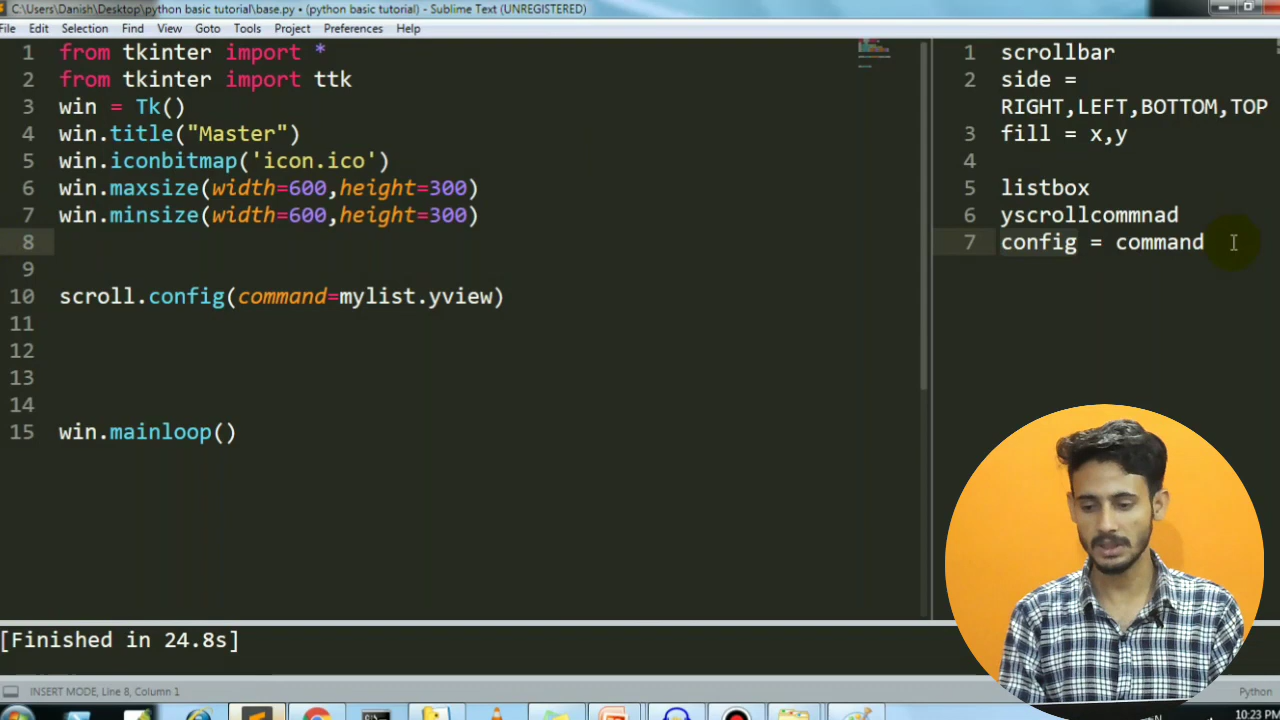 C:\Users\Danish\Desktop\python basic tutorial\base.py • (python basic tutorial) - Sublime Text (UNREGISTERED)
File Edit Selection Find View Goto Tools Project Preferences Help
1 from tkinter import *
2 from tkinter import ttk
3 win = Tk()
4 win.title("Master")
5 win.iconbitmap('icon.ico')
6 win.maxsize(width=600,height=300)
7 win.minsize(width=600,height=300)
8
9
10 scroll.config(command=mylist.yview)
11
12
13
14
15 win.mainloop()
1 scrollbar
2 side =
RIGHT,LEFT,BOTTOM,TOP
3 fill = x,y
4
5 listbox
6 yscrollcommnad
7 config = command
[Finished in 24.8s]
INSERT MODE, Line 8, Column 1
Python
10:23 PM